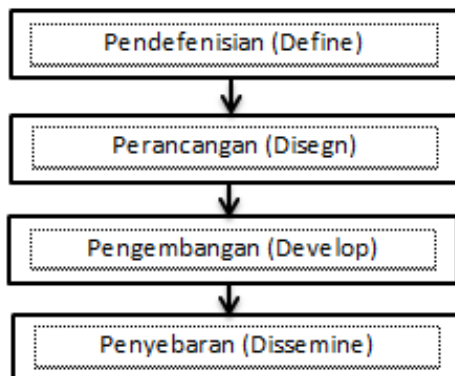 Pendefenisian (Define)
Perancangan (Disegn)
Pengembangan (Develop)
Penyebaran (Dissemine)